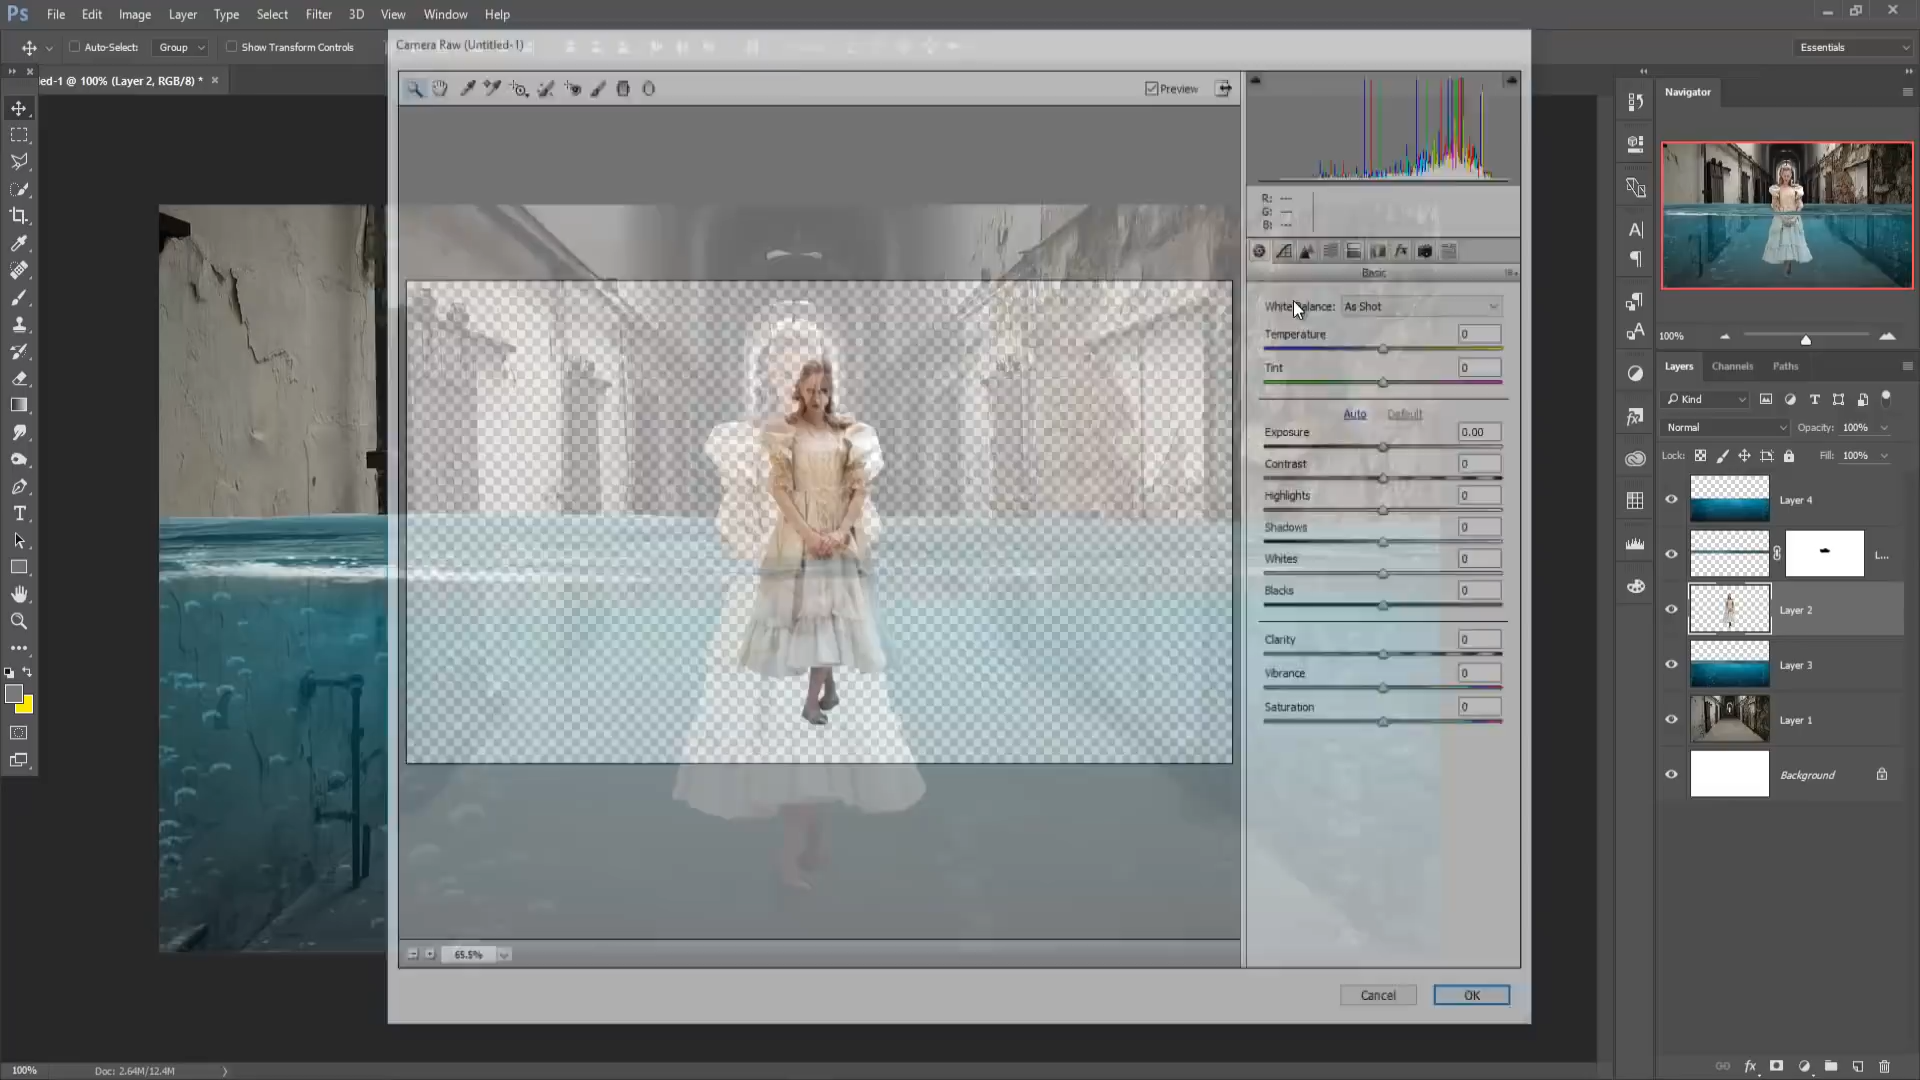 Ps File Edit Image Layer Type Select Filter 3D View Window Help
Auto-Select: Group Show Transform Controls
Essentials
Camera Raw (Untitled-1)
ed-1 @ 100% (Layer 2, RGB/8) *
Preview
Navigator
R: ---
G: ---
B: ---
Basic
White Balance: As Shot
Temperature 0
Tint 0
Auto Default
Exposure 0.00
Contrast 0
Highlights 0
Shadows 0
Whites 0
Blacks 0
Clarity 0
Vibrance 0
Saturation 0
100%
Layers Channels Paths
Kind
Normal Opacity: 100%
Lock: Fill: 100%
Layer 4
L...
Layer 2
Layer 3
Layer 1
Background
65.5%
Cancel OK
100% Doc: 2.64M/12.4M